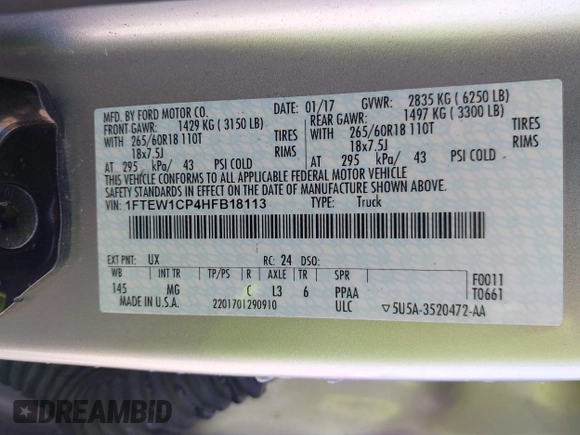 MFD. BY FORD MOTOR CO. DATE: 01/17 GVWR: 2835 KG ( 6250 LB)
FRONT GAWR: 1429 KG ( 3150 LB) REAR GAWR: 1497 KG ( 3300 LB)
WITH 265/60R18 110T TIRES WITH 265/60R18 110T TIRES
18x7.5J RIMS 18x7.5J RIMS
AT 295 kPa/ 43 PSI COLD AT 295 kPa/ 43 PSI COLD
THIS VEHICLE CONFORMS TO ALL APPLICABLE FEDERAL MOTOR VEHICLE
SAFETY STANDARDS IN EFFECT ON THE DATE OF MANUFACTURE SHOWN ABOVE.
VIN: 1FTEW1CP4HFB18113 TYPE: Truck
EXT PNT: UX RC: 24 DSO:
WB INT TR TP/PS R AXLE TR SPR F0011
145 MG C L3 6 PPAA T0661
MADE IN U.S.A. 2201701290910 ULC ▽5U5A-3520472-AA
DREAMBID